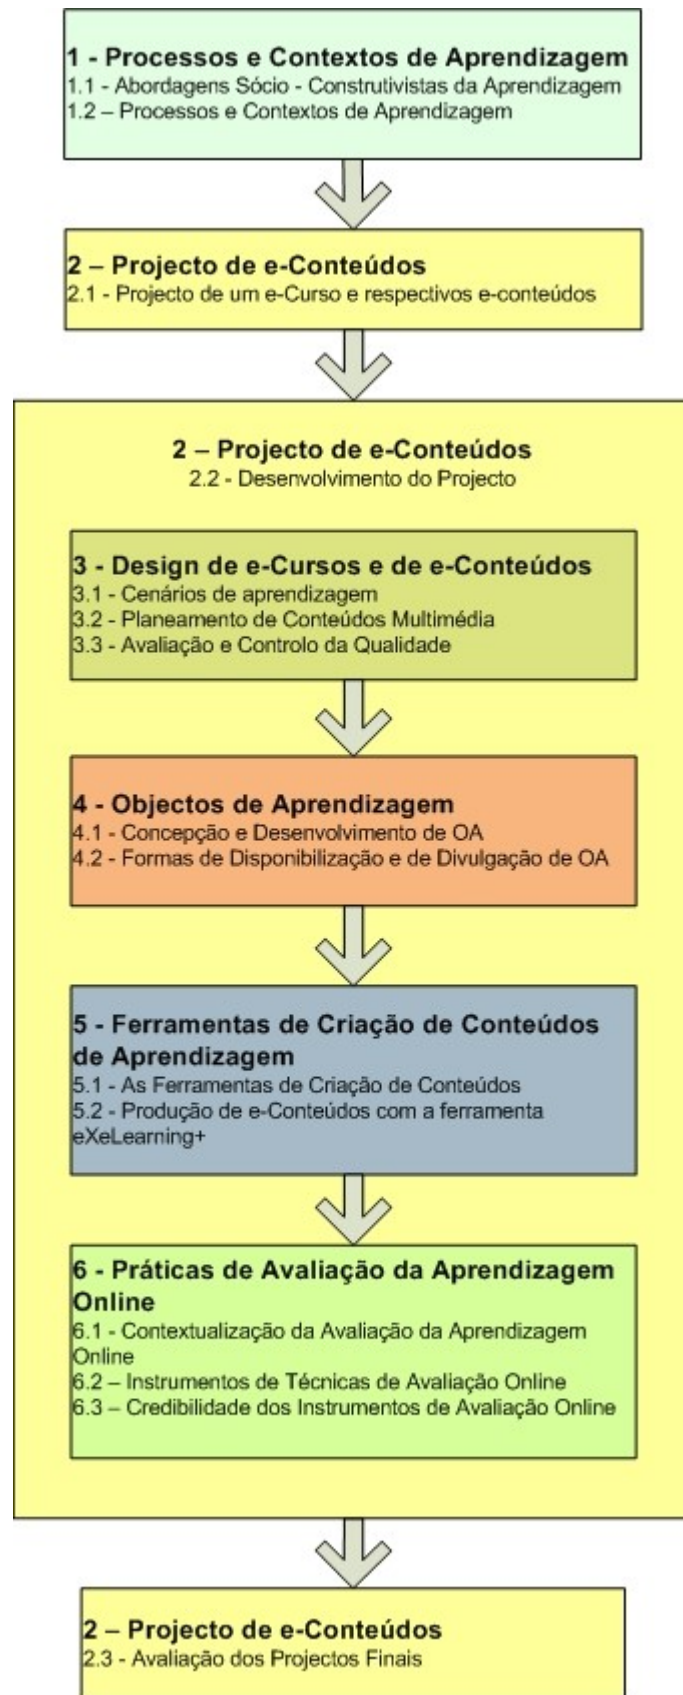 1 - Processos e Contextos de Aprendizagem
1.1 - Abordagens Sócio - Construtivistas da Aprendizagem
1.2 – Processos e Contextos de Aprendizagem
2 – Projecto de e-Conteúdos
2.1 - Projecto de um e-Curso e respectivos e-conteúdos
2 – Projecto de e-Conteúdos
2.2 - Desenvolvimento do Projecto
3 - Design de e-Cursos e de e-Conteúdos
3.1 - Cenários de aprendizagem
3.2 - Planeamento de Conteúdos Multimédia
3.3 - Avaliação e Controlo da Qualidade
4 - Objectos de Aprendizagem
4.1 - Concepção e Desenvolvimento de OA
4.2 - Formas de Disponibilização e de Divulgação de OA
5 - Ferramentas de Criação de Conteúdos
de Aprendizagem
5.1 - As Ferramentas de Criação de Conteúdos
5.2 - Produção de e-Conteúdos com a ferramenta
eXeLearning+
6 - Práticas de Avaliação da Aprendizagem
Online
6.1 - Contextualização da Avaliação da Aprendizagem
Online
6.2 – Instrumentos de Técnicas de Avaliação Online
6.3 – Credibilidade dos Instrumentos de Avaliação Online
2 – Projecto de e-Conteúdos
2.3 - Avaliação dos Projectos Finais